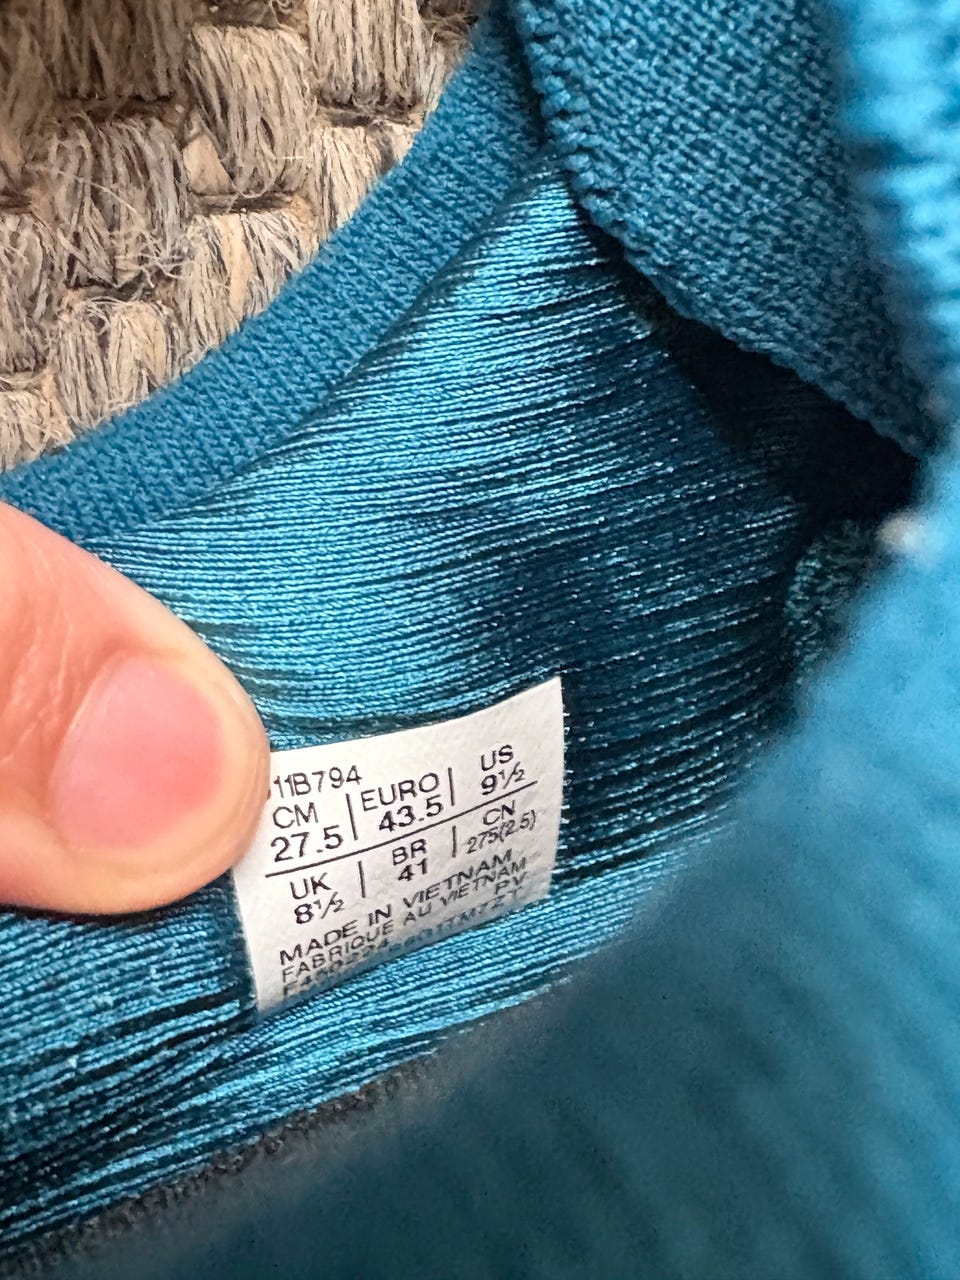 11B794
CM 27.5 | EURO 43.5 | US 9½
UK 8½ | BR 41 | CN 275(2.5)
MADE IN VIETNAM
FABRIQUE AU VIETNAM
PV